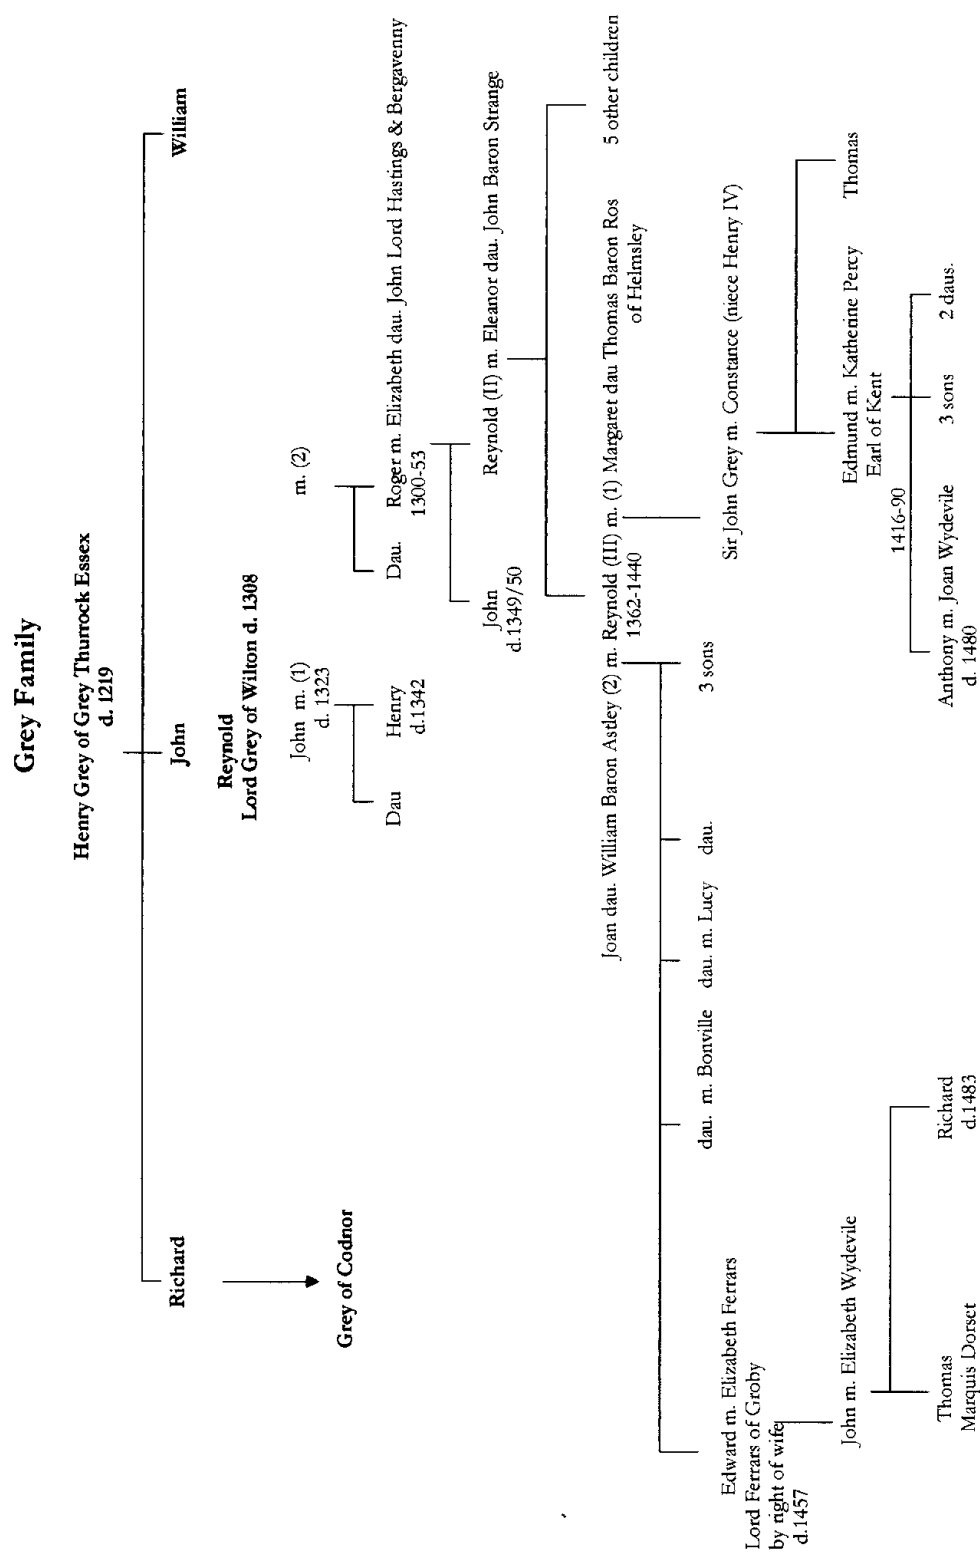 Grey Family
Henry Grey of Grey Thurrock Essex
d. 1219
Richard
John
William
Grey of Codnor
Reynold
Lord Grey of Wilton d. 1308
John m. (1)
d. 1323
m. (2)
Dau
Henry
d.1342
Dau.
Roger m. Elizabeth dau. John Lord Hastings & Bergavenny
1300-53
John
d.1349/50
Reynold (II) m. Eleanor dau. John Baron Strange
Joan dau. William Baron Astley (2) m. Reynold (III) m. (1) Margaret dau Thomas Baron Ros
1362-1440
of Helmsley
5 other children
Edward m. Elizabeth Ferrars
Lord Ferrars of Groby
by right of wife
d.1457
dau. m. Bonville
dau. m. Lucy
dau.
3 sons
Sir John Grey m. Constance (niece Henry IV)
John m. Elizabeth Wydevile
Edmund m. Katherine Percy
Earl of Kent
1416-90
Thomas
Thomas
Marquis Dorset
Richard
d.1483
Anthony m. Joan Wydevile
d. 1480
3 sons
2 daus.